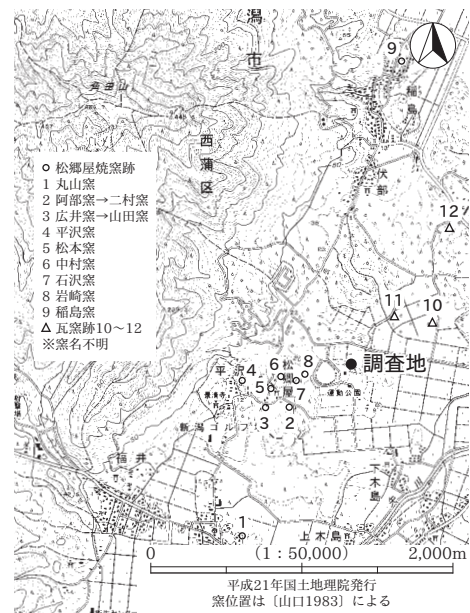 潟
市
西
蒲
区
角田山
稲島
伏部
松郷屋焼窯跡
1 丸山窯
2 阿部窯→二村窯
3 広井窯→山田窯
4 平沢窯
5 松本窯
6 中村窯
7 石沢窯
8 岩崎窯
9 稲島窯
△ 瓦窯跡10~12
※窯名不明
9
12
11
10
調査地
平沢
松郷屋
4
6
5
8
7
3
2
運動公園
新潟ゴルフ
福井
下木島
上木島
1
0 (1:50,000) 2,000m
平成21年国土地理院発行
窯位置は〔山口1983〕による